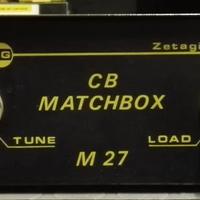 G
Zetagi
CB
MATCHBOX
TUNE
LOAD
M 27